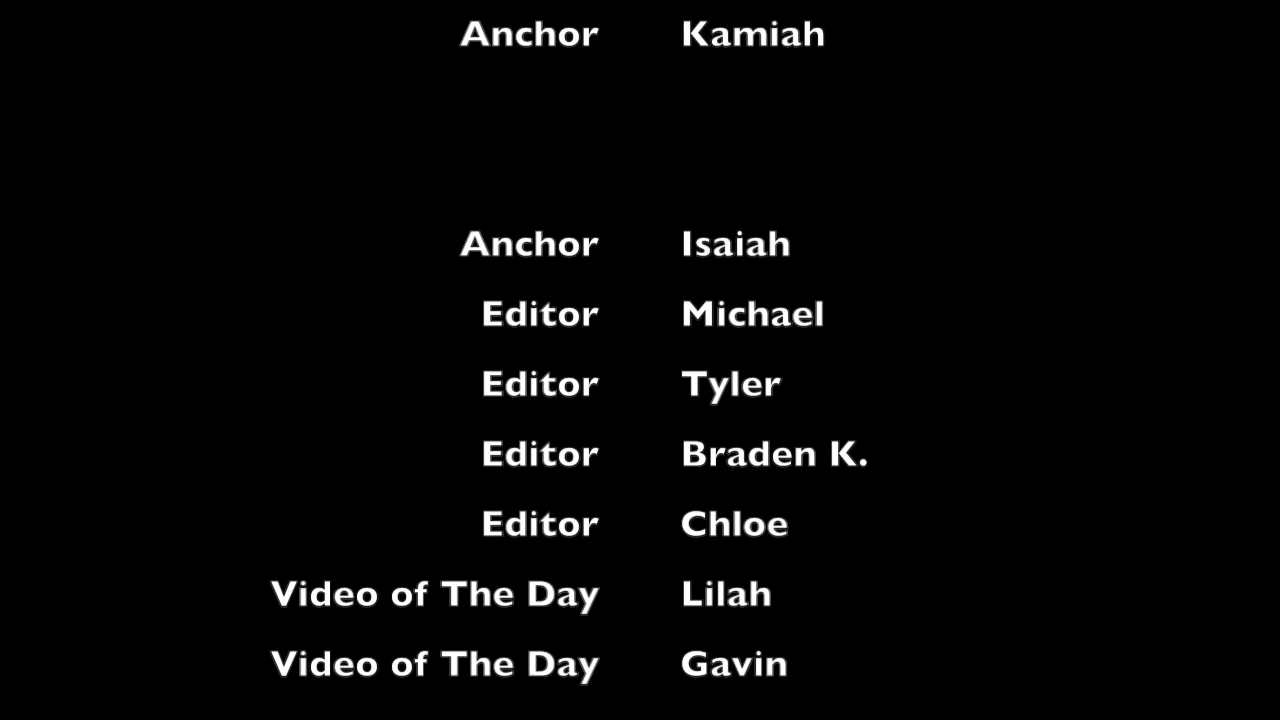 Anchor Kamiah
Anchor Isaiah
Editor Michael
Editor Tyler
Editor Braden K.
Editor Chloe
Video of The Day Lilah
Video of The Day Gavin